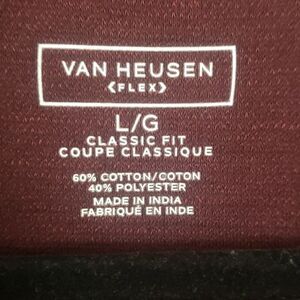 VAN HEUSEN
<FLEX>
L/G
CLASSIC FIT
COUPE CLASSIQUE
60% COTTON/COTON
40% POLYESTER
MADE IN INDIA
FABRIQUÉ EN INDE